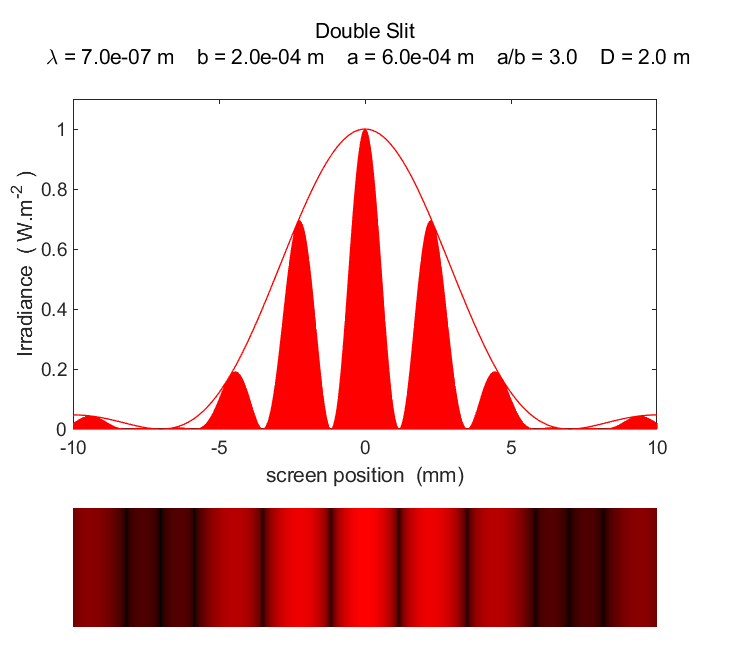 Double Slit
λ = 7.0e-07 m b = 2.0e-04 m a = 6.0e-04 m a/b = 3.0 D = 2.0 m
1
0.8
0.6
0.4
0.2
0
Irradiance ( W.m-2 )
-10 -5 0 5 10
screen position (mm)